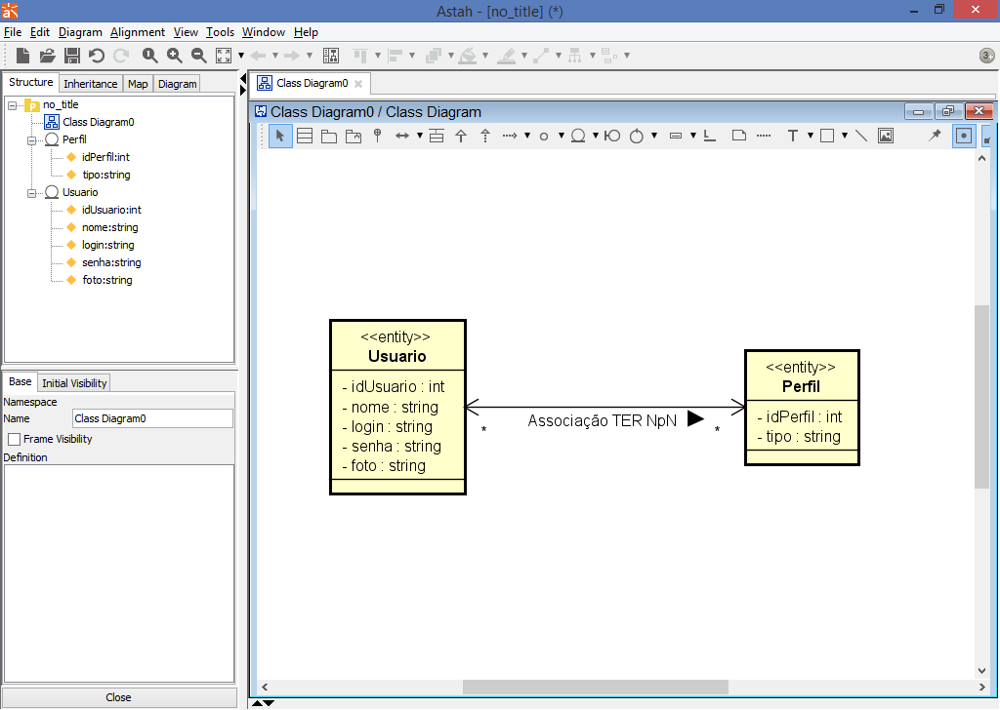 Astah - [no_title] (*)
File Edit Diagram Alignment View Tools Window Help
3
Structure Inheritance Map Diagram
no_title
Class Diagram0
Perfil
idPerfil:int
tipo:string
Usuario
idUsuario:int
nome:string
login:string
senha:string
foto:string
Base Initial Visibility
Namespace
Name Class Diagram0
Frame Visibility
Definition
Close
Class Diagram0
Class Diagram0 / Class Diagram
<<entity>>
Usuario
- idUsuario : int
- nome : string
- login : string
- senha : string
- foto : string
*
Associação TER NpN
*
<<entity>>
Perfil
- idPerfil : int
- tipo : string